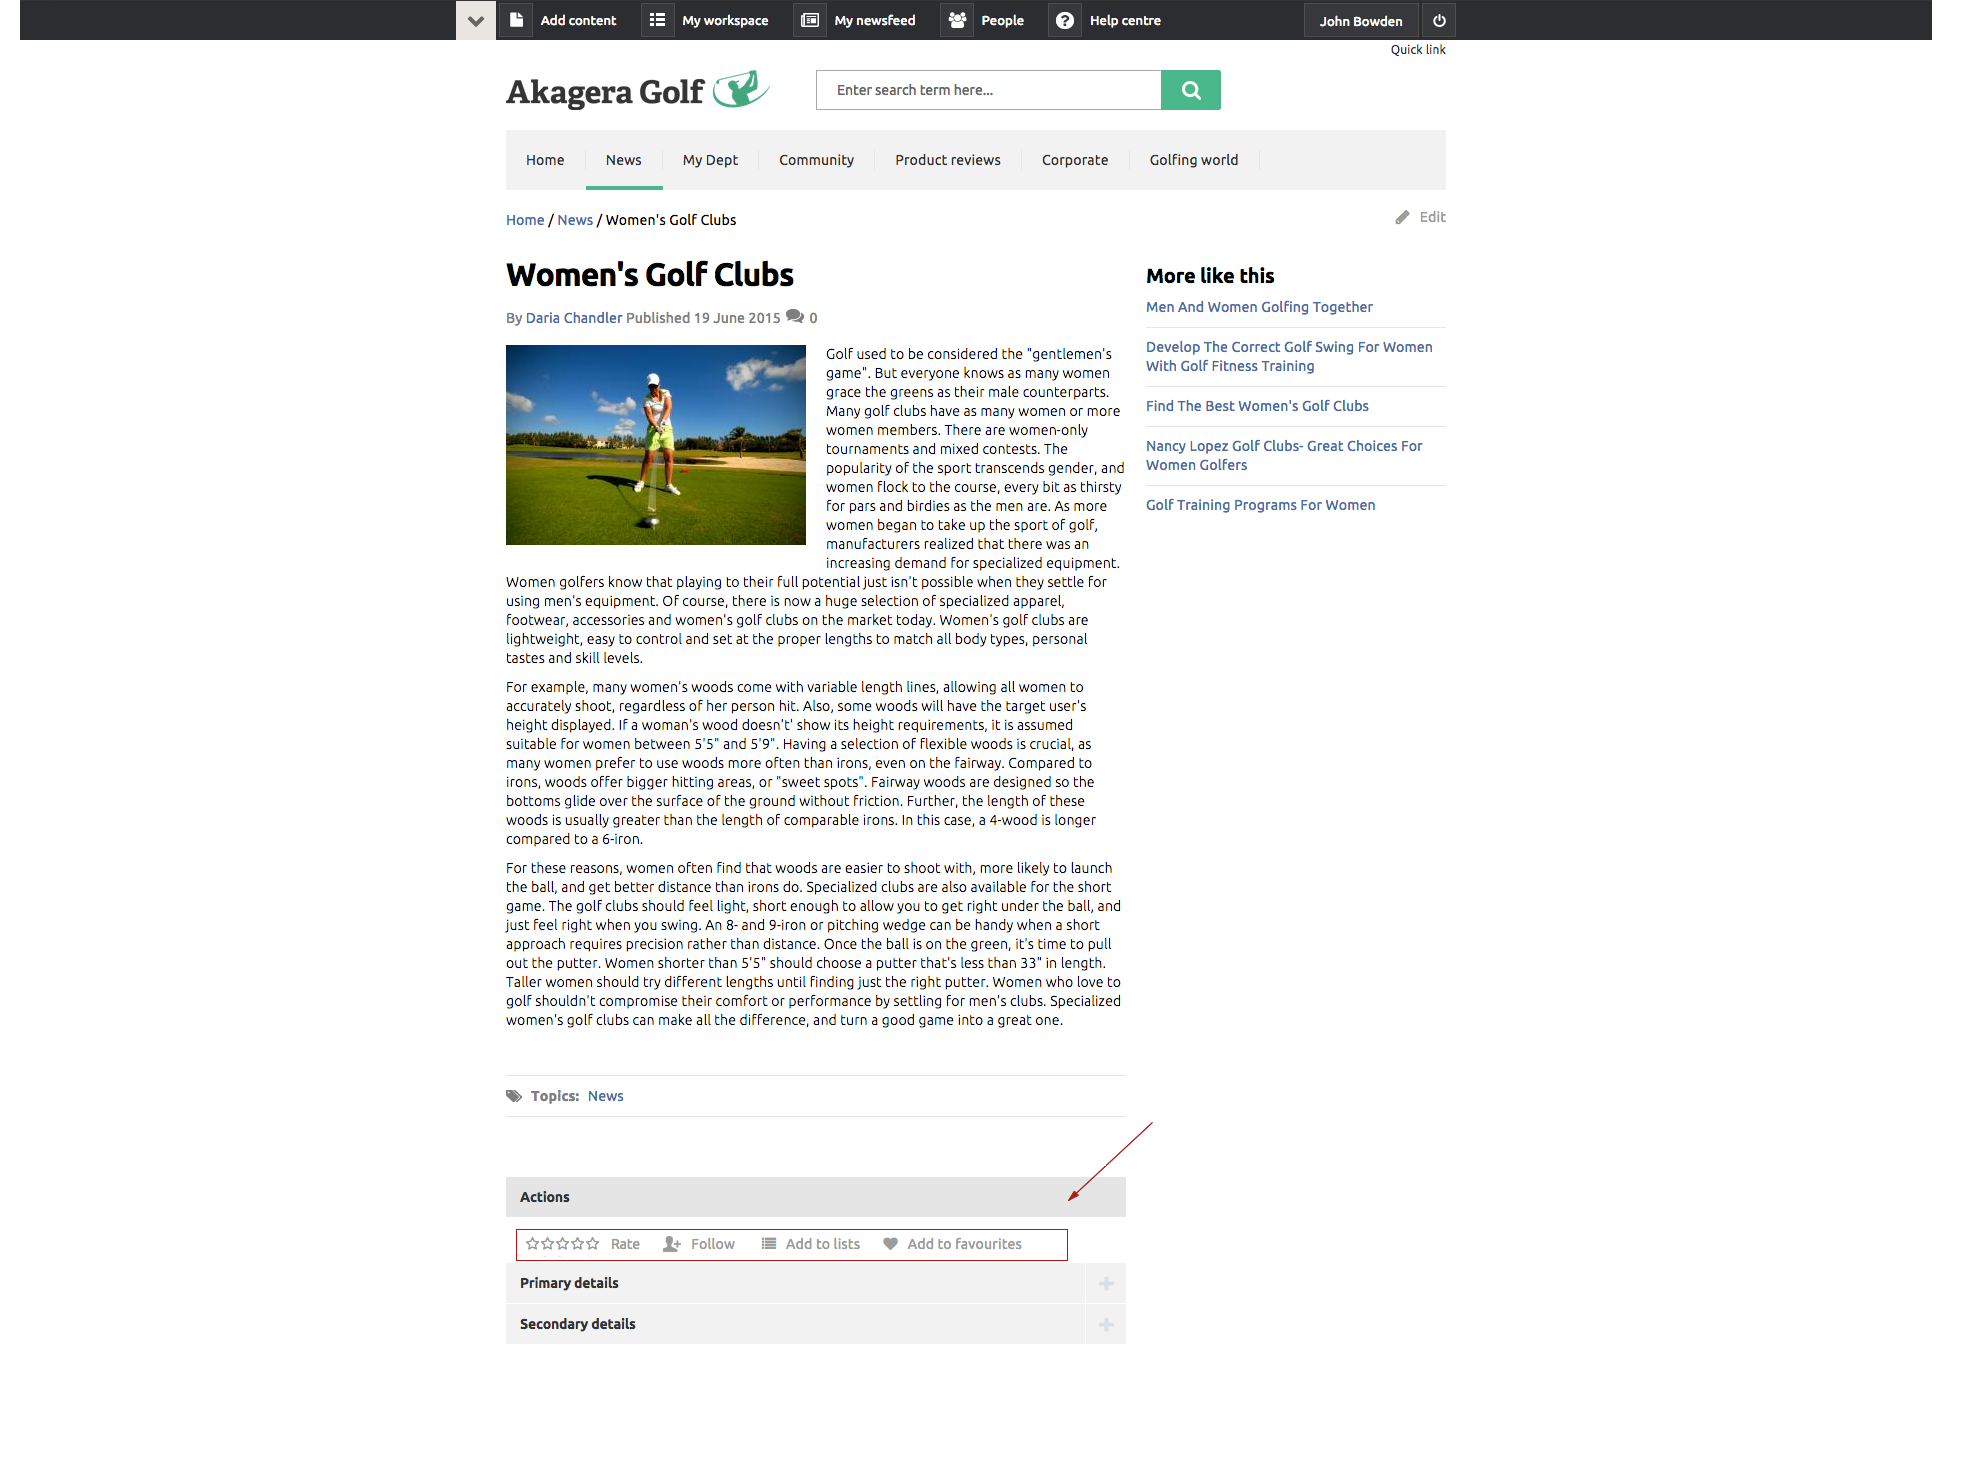 Add content My workspace My newsfeed People Help centre John Bowden
Quick link
Akagera Golf Enter search term here...
Home News My Dept Community Product reviews Corporate Golfing world
Home / News / Women's Golf Clubs Edit
Women's Golf Clubs
By Daria Chandler Published 19 June 2015 0
Golf used to be considered the "gentlemen's
game". But everyone knows as many women
grace the greens as their male counterparts.
Many golf clubs have as many women or more
women members. There are women-only
tournaments and mixed contests. The
popularity of the sport transcends gender, and
women flock to the course, every bit as thirsty
for pars and birdies as the men are. As more
women began to take up the sport of golf,
manufacturers realized that there was an
increasing demand for specialized equipment.
Women golfers know that playing to their full potential just isn't possible when they settle for
using men's equipment. Of course, there is now a huge selection of specialized apparel,
footwear, accessories and women's golf clubs on the market today. Women's golf clubs are
lightweight, easy to control and set at the proper lengths to match all body types, personal
tastes and skill levels.
For example, many women's woods come with variable length lines, allowing all women to
accurately shoot, regardless of her person hit. Also, some woods will have the target user's
height displayed. If a woman's wood doesn't' show its height requirements, it is assumed
suitable for women between 5'5" and 5'9". Having a selection of flexible woods is crucial, as
many women prefer to use woods more often than irons, even on the fairway. Compared to
irons, woods offer bigger hitting areas, or "sweet spots". Fairway woods are designed so the
bottoms glide over the surface of the ground without friction. Further, the length of these
woods is usually greater than the length of comparable irons. In this case, a 4-wood is longer
compared to a 6-iron.
For these reasons, women often find that woods are easier to shoot with, more likely to launch
the ball, and get better distance than irons do. Specialized clubs are also available for the short
game. The golf clubs should feel light, short enough to allow you to get right under the ball, and
just feel right when you swing. An 8- and 9-iron or pitching wedge can be handy when a short
approach requires precision rather than distance. Once the ball is on the green, it's time to pull
out the putter. Women shorter than 5'5" should choose a putter that's less than 33" in length.
Taller women should try different lengths until finding just the right putter. Women who love to
golf shouldn't compromise their comfort or performance by settling for men's clubs. Specialized
women's golf clubs can make all the difference, and turn a good game into a great one.
Topics: News
Actions
Rate Follow Add to lists Add to favourites
Primary details
Secondary details
More like this
Men And Women Golfing Together
Develop The Correct Golf Swing For Women
With Golf Fitness Training
Find The Best Women's Golf Clubs
Nancy Lopez Golf Clubs- Great Choices For
Women Golfers
Golf Training Programs For Women